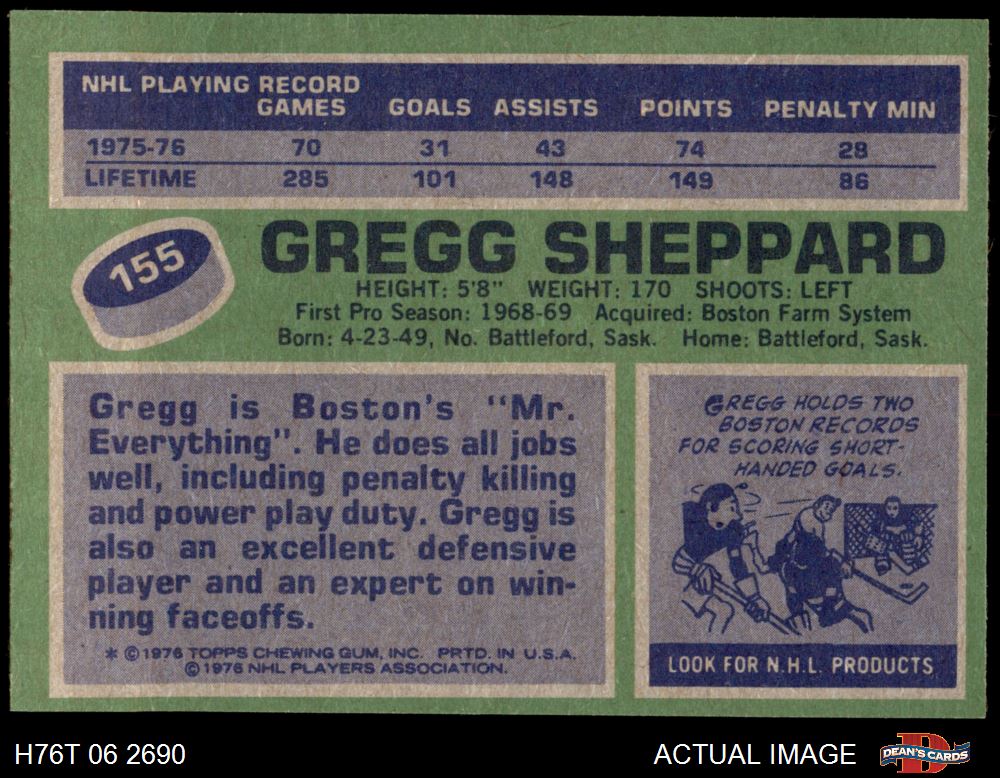 NHL PLAYING RECORD
GAMES GOALS ASSISTS POINTS PENALTY MIN
1975-76 70 31 43 74 28
LIFETIME 285 101 148 149 86
155
GREGG SHEPPARD
HEIGHT: 5'8" WEIGHT: 170 SHOOTS: LEFT
First Pro Season: 1968-69 Acquired: Boston Farm System
Born: 4-23-49, No. Battleford, Sask. Home: Battleford, Sask.
Gregg is Boston's "Mr.
Everything". He does all jobs
well, including penalty killing
and power play duty. Gregg is
also an excellent defensive
player and an expert on win-
ning faceoffs.
* © 1976 TOPPS CHEWING GUM, INC. PRTD. IN U.S.A.
© 1976 NHL PLAYERS ASSOCIATION.
GREGG HOLDS TWO
BOSTON RECORDS
FOR SCORING SHORT-
HANDED GOALS.
LOOK FOR N.H.L. PRODUCTS
H76T 06 2690
ACTUAL IMAGE
DEAN'S CARDS